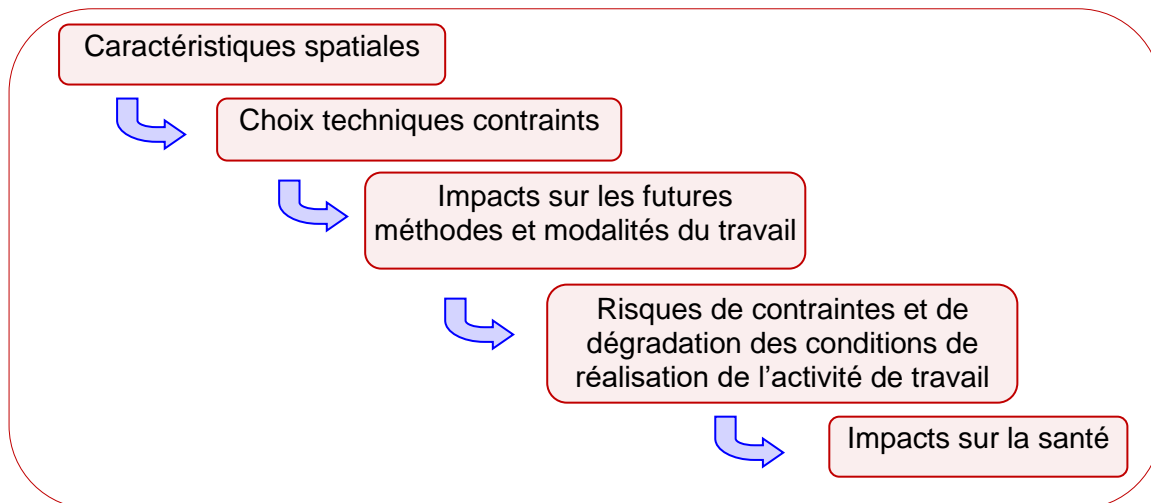 Caractéristiques spatiales
Choix techniques contraints
Impacts sur les futures
méthodes et modalités du travail
Risques de contraintes et de
dégradation des conditions de
réalisation de l’activité de travail
Impacts sur la santé